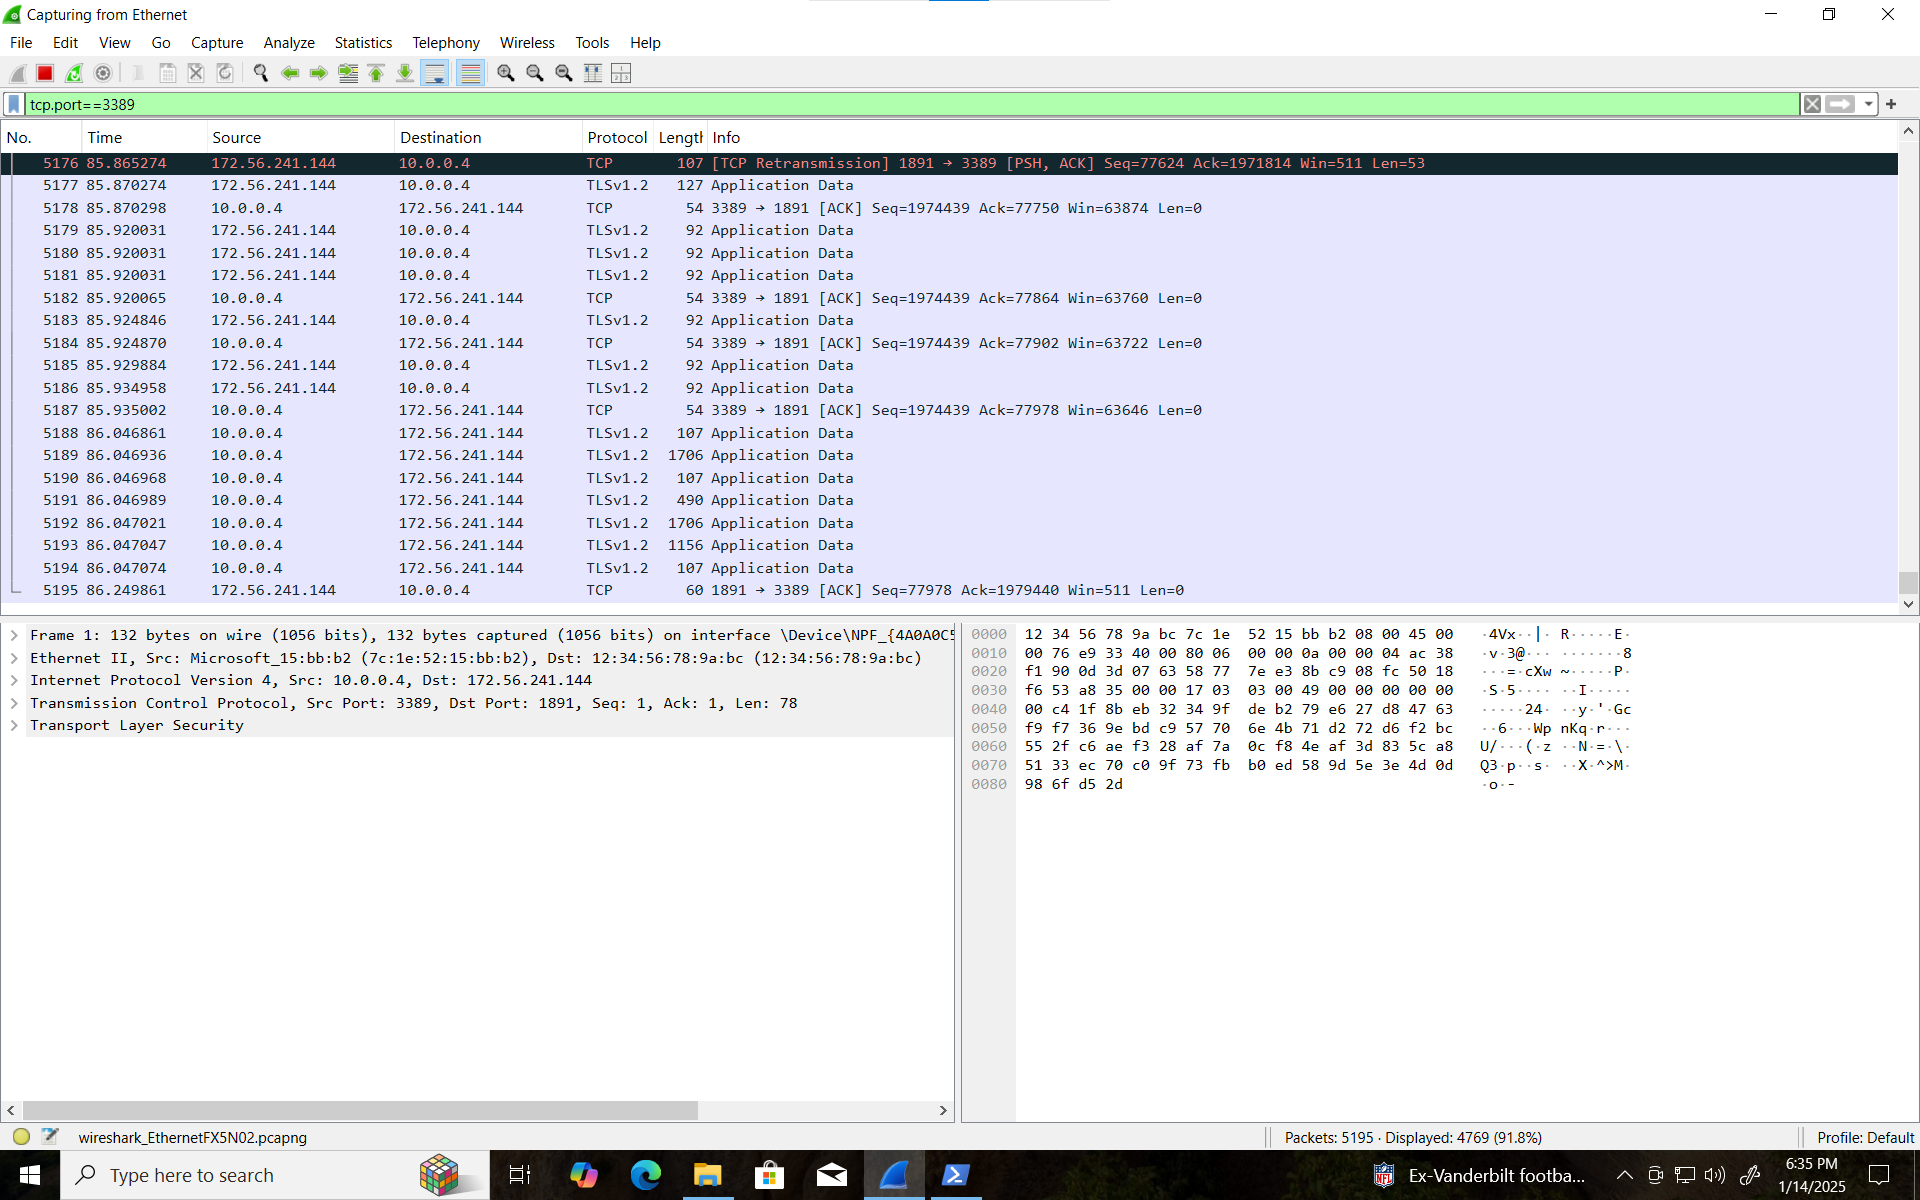 Capturing from Ethernet
File Edit View Go Capture Analyze Statistics Telephony Wireless Tools Help
tcp.port==3389
No. Time Source Destination Protocol Length Info
5176 85.865274 172.56.241.144 10.0.0.4 TCP 107 [TCP Retransmission] 1891 → 3389 [PSH, ACK] Seq=77624 Ack=1971814 Win=511 Len=53
5177 85.870274 172.56.241.144 10.0.0.4 TLSv1.2 127 Application Data
5178 85.870298 10.0.0.4 172.56.241.144 TCP 54 3389 → 1891 [ACK] Seq=1974439 Ack=77750 Win=63874 Len=0
5179 85.920031 172.56.241.144 10.0.0.4 TLSv1.2 92 Application Data
5180 85.920031 172.56.241.144 10.0.0.4 TLSv1.2 92 Application Data
5181 85.920031 172.56.241.144 10.0.0.4 TLSv1.2 92 Application Data
5182 85.920065 10.0.0.4 172.56.241.144 TCP 54 3389 → 1891 [ACK] Seq=1974439 Ack=77864 Win=63760 Len=0
5183 85.924846 172.56.241.144 10.0.0.4 TLSv1.2 92 Application Data
5184 85.924870 10.0.0.4 172.56.241.144 TCP 54 3389 → 1891 [ACK] Seq=1974439 Ack=77902 Win=63722 Len=0
5185 85.929884 172.56.241.144 10.0.0.4 TLSv1.2 92 Application Data
5186 85.934958 172.56.241.144 10.0.0.4 TLSv1.2 92 Application Data
5187 85.935002 10.0.0.4 172.56.241.144 TCP 54 3389 → 1891 [ACK] Seq=1974439 Ack=77978 Win=63646 Len=0
5188 86.046861 10.0.0.4 172.56.241.144 TLSv1.2 107 Application Data
5189 86.046936 10.0.0.4 172.56.241.144 TLSv1.2 1706 Application Data
5190 86.046968 10.0.0.4 172.56.241.144 TLSv1.2 107 Application Data
5191 86.046989 10.0.0.4 172.56.241.144 TLSv1.2 490 Application Data
5192 86.047021 10.0.0.4 172.56.241.144 TLSv1.2 1706 Application Data
5193 86.047047 10.0.0.4 172.56.241.144 TLSv1.2 1156 Application Data
5194 86.047074 10.0.0.4 172.56.241.144 TLSv1.2 107 Application Data
5195 86.249861 172.56.241.144 10.0.0.4 TCP 60 1891 → 3389 [ACK] Seq=77978 Ack=1979440 Win=511 Len=0
Frame 1: 132 bytes on wire (1056 bits), 132 bytes captured (1056 bits) on interface \Device\NPF_{4A0A0C5
Ethernet II, Src: Microsoft_15:bb:b2 (7c:1e:52:15:bb:b2), Dst: 12:34:56:78:9a:bc (12:34:56:78:9a:bc)
Internet Protocol Version 4, Src: 10.0.0.4, Dst: 172.56.241.144
Transmission Control Protocol, Src Port: 3389, Dst Port: 1891, Seq: 1, Ack: 1, Len: 78
Transport Layer Security
0000 12 34 56 78 9a bc 7c 1e 52 15 bb b2 08 00 45 00 ·4Vx··|· R·····E·
0010 00 76 e9 33 40 00 80 06 00 00 0a 00 00 04 ac 38 ·v·3@··· ·······8
0020 f1 90 0d 3d 07 63 58 77 7e e3 8b c9 08 fc 50 18 ···=·cXw ~·····P·
0030 f6 53 a8 35 00 00 17 03 03 00 49 00 00 00 00 00 ·S·5···· ··I·····
0040 00 c4 1f 8b eb 32 34 9f de b2 79 e6 27 d8 47 63 ·····24· ··y·'·Gc
0050 f9 f7 36 9e bd c9 57 70 6e 4b 71 d2 72 d6 f2 bc ··6···Wp nKq·r···
0060 55 2f c6 ae f3 28 af 7a 0c f8 4e af 3d 83 5c a8 U/···(·z ··N·=·\·
0070 51 33 ec 70 c0 9f 73 fb b0 ed 58 9d 5e 3e 4d 0d Q3·p··s· ··X·^>M·
0080 98 6f d5 2d ·o·-
wireshark_EthernetFX5N02.pcapng Packets: 5195 · Displayed: 4769 (91.8%) Profile: Default
Type here to search
Ex-Vanderbilt footba...
6:35 PM
1/14/2025